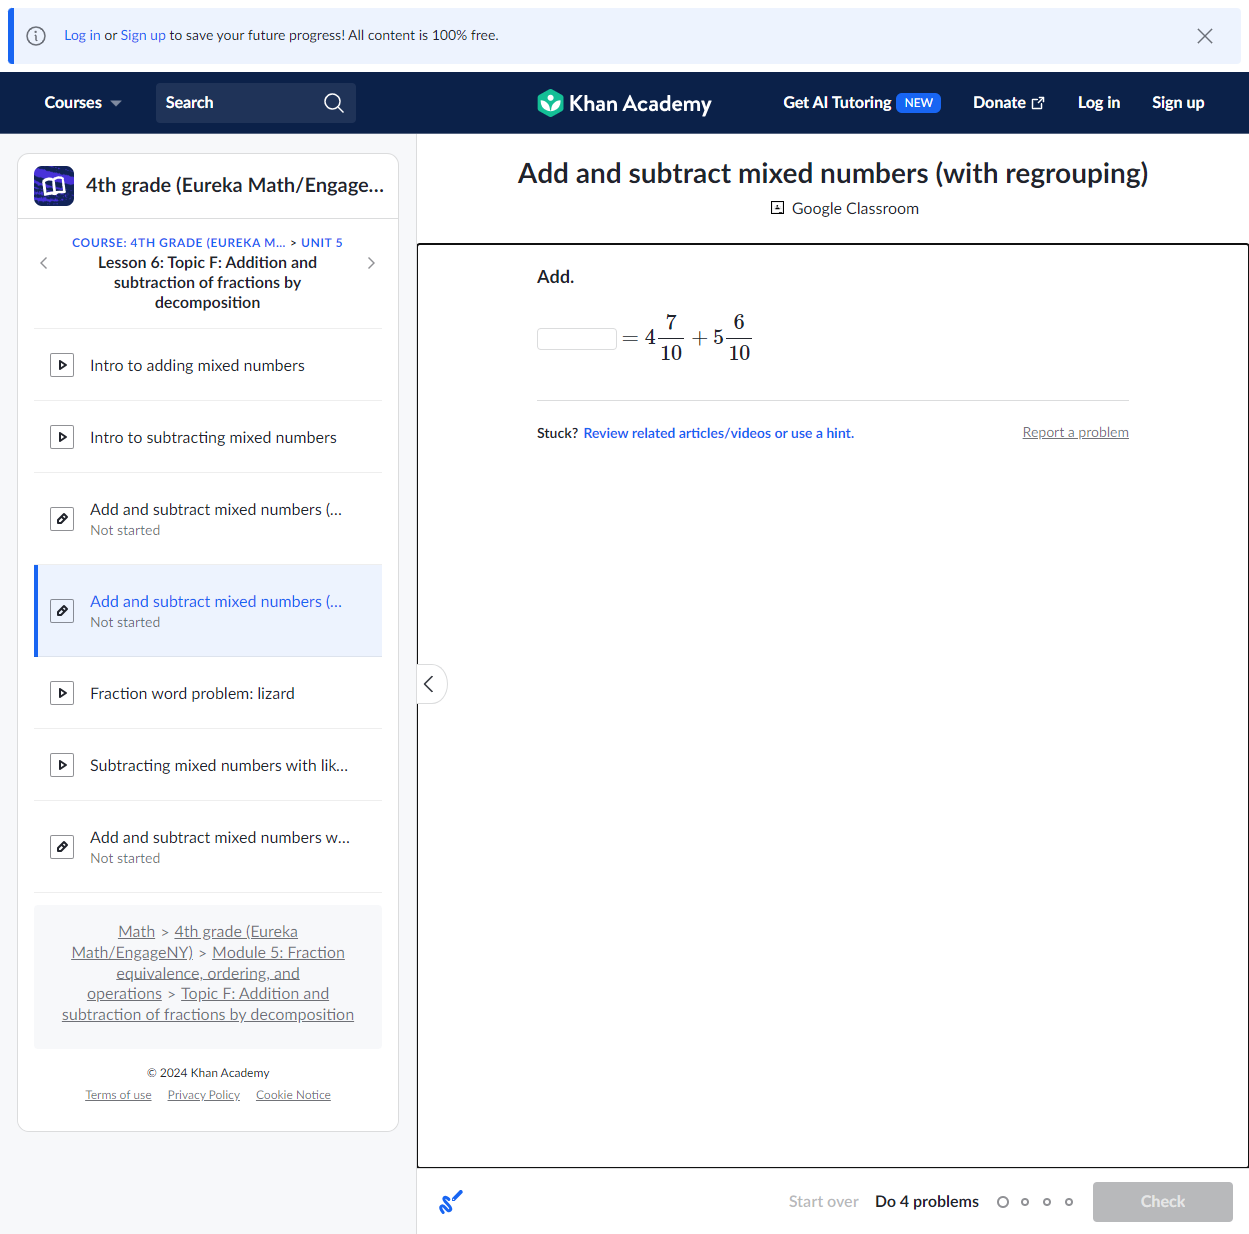 Log in or Sign up to save your future progress! All content is 100% free.
Courses
Search
Khan Academy
Get AI Tutoring NEW
Donate
Log in
Sign up
4th grade (Eureka Math/Engage...
COURSE: 4TH GRADE (EUREKA M... > UNIT 5
Lesson 6: Topic F: Addition and
subtraction of fractions by
decomposition
Intro to adding mixed numbers
Intro to subtracting mixed numbers
Add and subtract mixed numbers (...
Not started
Add and subtract mixed numbers (...
Not started
Fraction word problem: lizard
Subtracting mixed numbers with lik...
Add and subtract mixed numbers w...
Not started
Math > 4th grade (Eureka
Math/EngageNY) > Module 5: Fraction
equivalence, ordering, and
operations > Topic F: Addition and
subtraction of fractions by decomposition
© 2024 Khan Academy
Terms of use Privacy Policy Cookie Notice
Add and subtract mixed numbers (with regrouping)
Google Classroom
Add.
= 4 7/10 + 5 6/10
Stuck? Review related articles/videos or use a hint.
Report a problem
Start over
Do 4 problems
Check